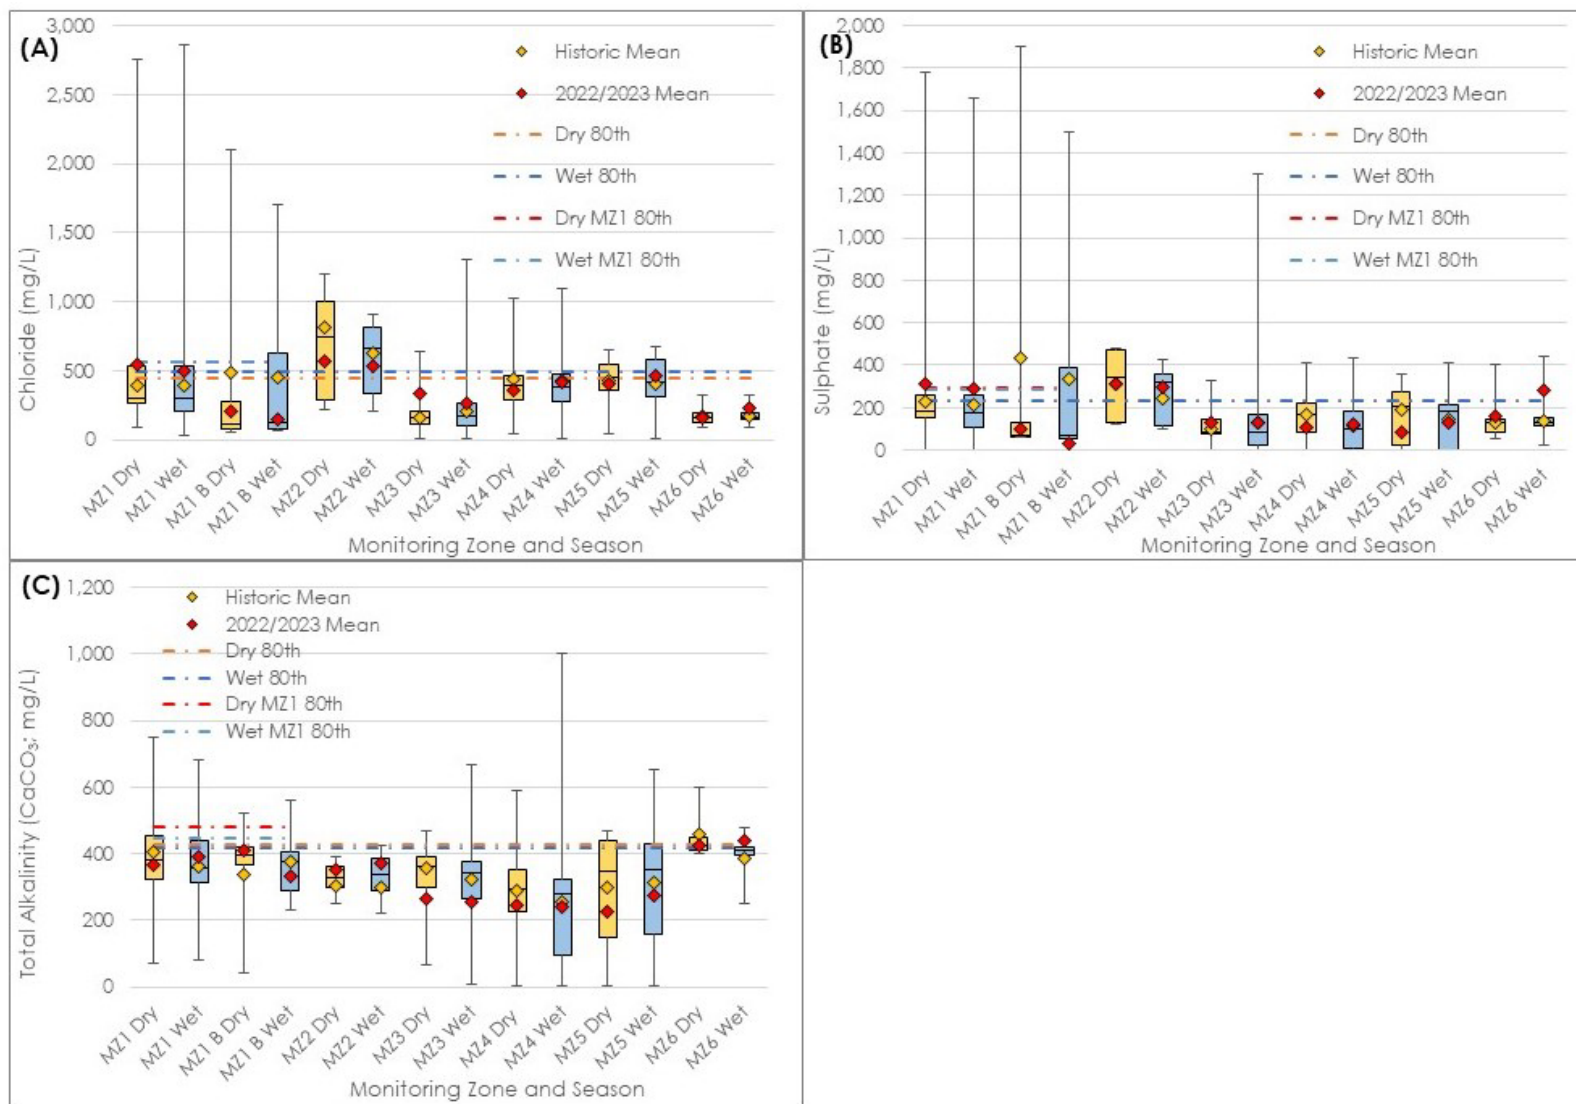 (A)
3,000
2,500
2,000
1,500
1,000
500
0
Chloride (mg/L)
Historic Mean
2022/2023 Mean
Dry 80th
Wet 80th
Dry MZ1 80th
Wet MZ1 80th
MZ1 Dry
MZ1 Wet
MZ1 B Dry
MZ1 B Wet
MZ2 Dry
MZ2 Wet
MZ3 Dry
MZ3 Wet
MZ4 Dry
MZ4 Wet
MZ5 Dry
MZ5 Wet
MZ6 Dry
MZ6 Wet
Monitoring Zone and Season
(B)
2,000
1,800
1,600
1,400
1,200
1,000
800
600
400
200
0
Sulphate (mg/L)
Historic Mean
2022/2023 Mean
Dry 80th
Wet 80th
Dry MZ1 80th
Wet MZ1 80th
MZ1 Dry
MZ1 Wet
MZ1 B Dry
MZ1 B Wet
MZ2 Dry
MZ2 Wet
MZ3 Dry
MZ3 Wet
MZ4 Dry
MZ4 Wet
MZ5 Dry
MZ5 Wet
MZ6 Dry
MZ6 Wet
Monitoring Zone and Season
(C)
1,200
1,000
800
600
400
200
0
Total Alkalinity (CaCO₃; mg/L)
Historic Mean
2022/2023 Mean
Dry 80th
Wet 80th
Dry MZ1 80th
Wet MZ1 80th
MZ1 Dry
MZ1 Wet
MZ1 B Dry
MZ1 B Wet
MZ2 Dry
MZ2 Wet
MZ3 Dry
MZ3 Wet
MZ4 Dry
MZ4 Wet
MZ5 Dry
MZ5 Wet
MZ6 Dry
MZ6 Wet
Monitoring Zone and Season